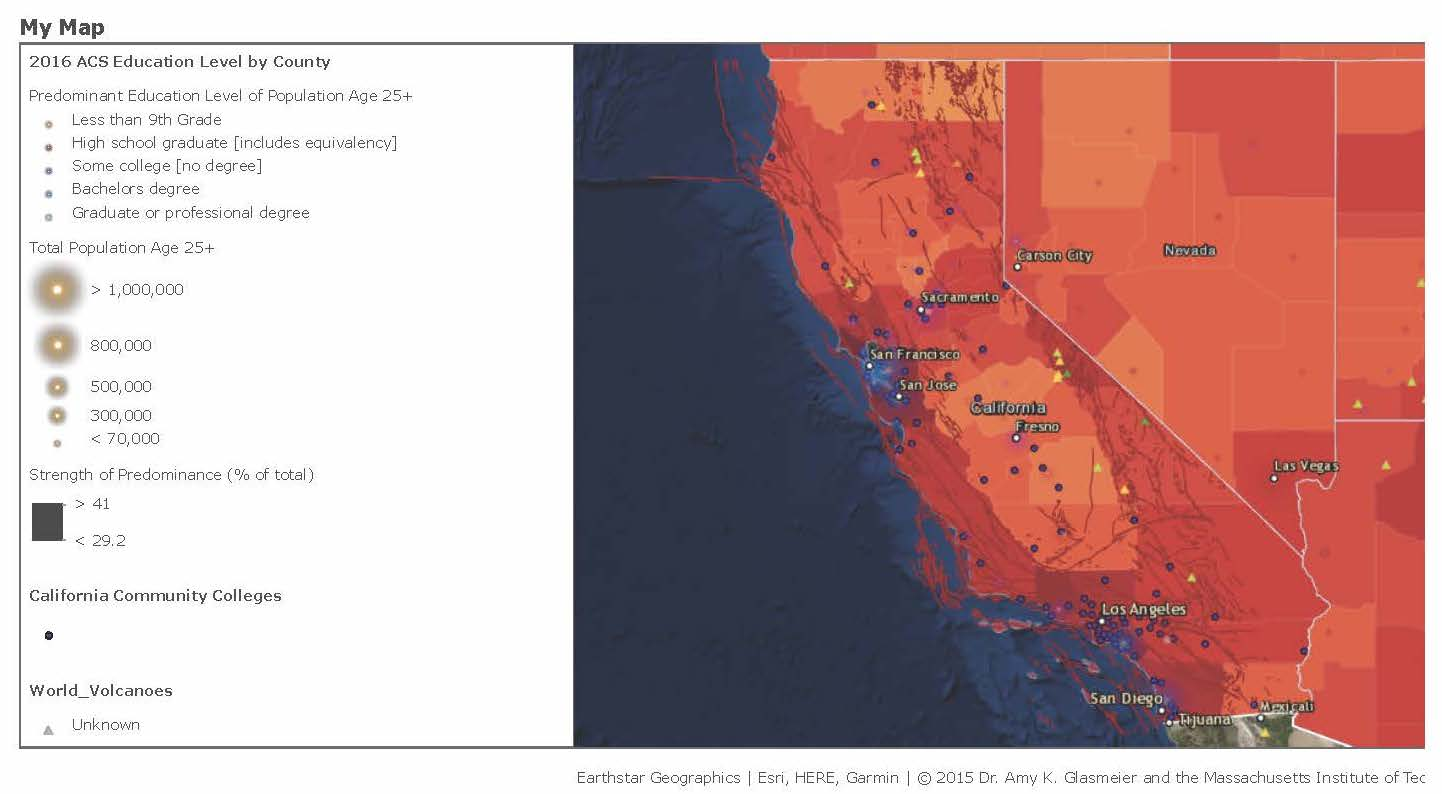 My Map
2016 ACS Education Level by County
Predominant Education Level of Population Age 25+
Less than 9th Grade
High school graduate [includes equivalency]
Some college [no degree]
Bachelors degree
Graduate or professional degree
Total Population Age 25+
> 1,000,000
800,000
500,000
300,000
< 70,000
Strength of Predominance (% of total)
> 41
< 29.2
California Community Colleges
World_Volcanoes
Unknown
Carson City
Nevada
Sacramento
San Francisco
San Jose
California
Fresno
Las Vegas
Los Angeles
San Diego
Tijuana
Mexicali
Earthstar Geographics | Esri, HERE, Garmin | © 2015 Dr. Amy K. Glasmeier and the Massachusetts Institute of Tec